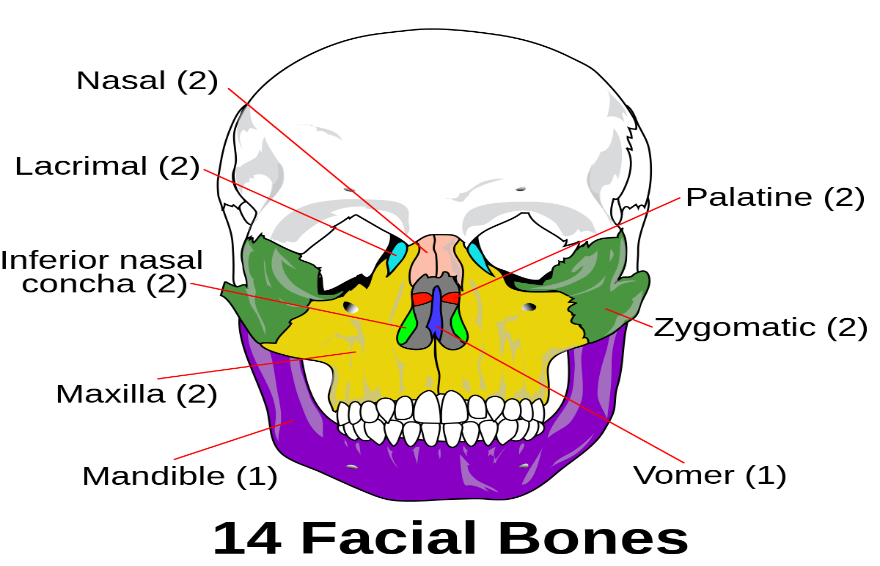 Nasal (2)
Lacrimal (2)
Palatine (2)
Inferior nasal
concha (2)
Zygomatic (2)
Maxilla (2)
Mandible (1)
Vomer (1)
14 Facial Bones